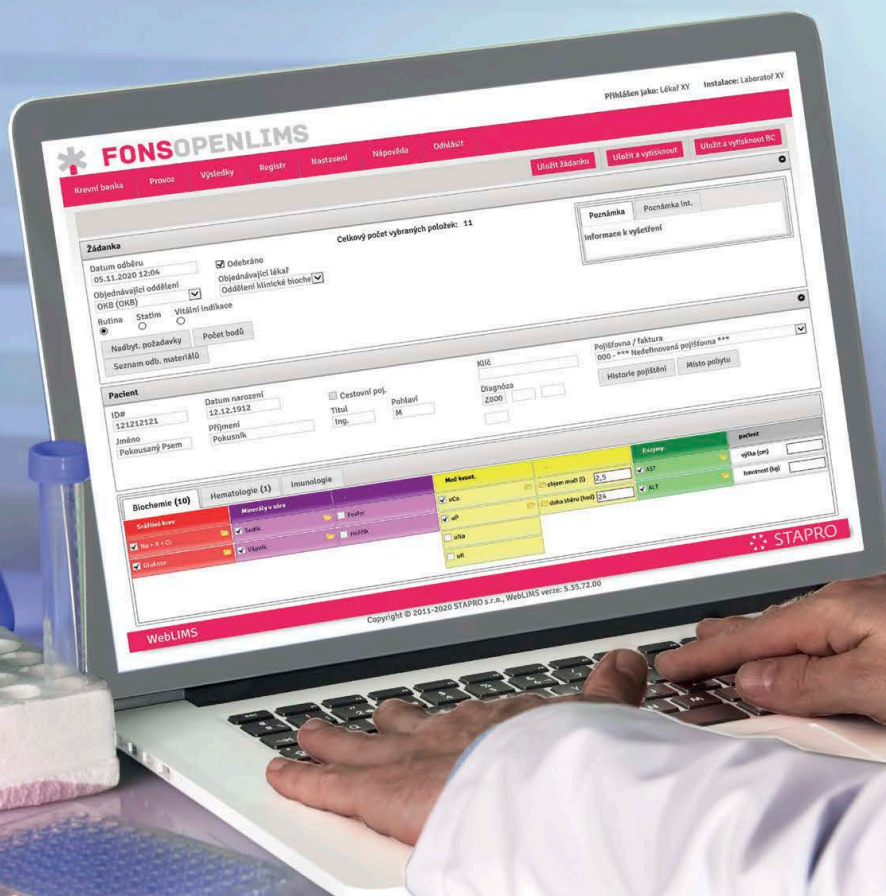 Přihlášen jako: Lékař XY Instalace: Laboratoř XY
FONSOPENLIMS
Krevní banka Provoz Výsledky Registr Nastavení Nápověda Odhlásit
Uložit žádanku Uložit a vytisknout Uložit a vytisknout BC
Žádanka
Celkový počet vybraných položek: 11
Poznámka Poznámka int.
Informace k vyšetření
Datum odběru
05.11.2020 12:04
Odebráno
Objednávající oddělení
OKB (OKB)
Objednávající lékař
Oddělení klinické bioche
Rutina Statim Vitální indikace
Nadbyt. požadavky Počet bodů
Seznam odb. materiálů
Pacient
ID# Datum narození Cestovní poj. Klíč Pojišťovna / faktura
121212121 12.12.1912 000 - *** Nedefinovaná pojišťovna ***
Jméno Příjmení Titul Pohlaví Diagnóza Historie pojištění Místo pobytu
Pokousaný Psem Pokusník Ing. M Z000
Biochemie (10) Hematologie (1) Imunologie
Srážlivá krev Minerály v séru Moč kvant. Enzymy pacient
Na + K + Cl Sodík Fosfor uCa objem moči (l) 2,5 AST výška (cm)
Glukosa Vápník Hořčík uP doba sběru (hod) 24 ALT hmotnost (kg)
uNa
uK
WebLIMS
Copyright © 2011-2020 STAPRO s.r.o., WebLIMS verze: 5.35.72.00
STAPRO